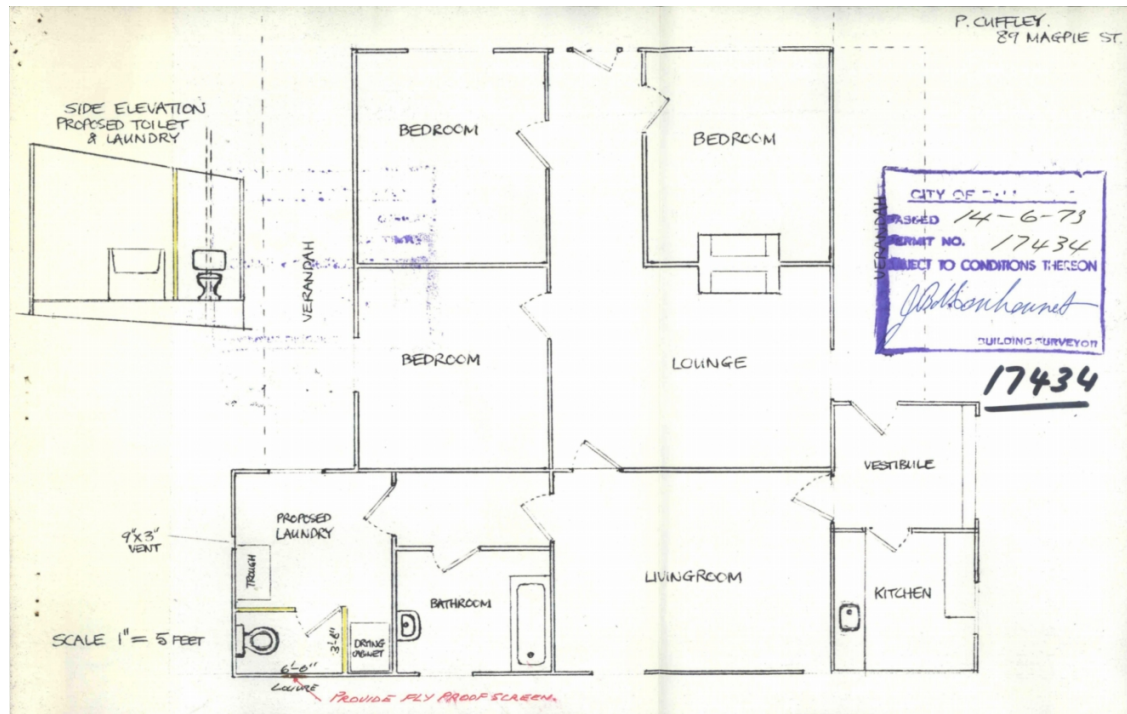 P. CUFFLEY.
89 MAGPIE ST.
SIDE ELEVATION
PROPOSED TOILET
& LAUNDRY
BEDROOM
BEDROOM
VERANDAH
VERANDAH
CITY OF
PASSED 14-6-73
PERMIT NO. 17434
SUBJECT TO CONDITIONS THEREON
BUILDING SURVEYOR
17434
BEDROOM
LOUNGE
VESTIBULE
PROPOSED
LAUNDRY
9"x3"
VENT
TROUGH
BATHROOM
LIVINGROOM
KITCHEN
SCALE 1" = 5 FEET
3'-8"
DRYING
CABINET
6'-0"
LOUVRE
PROVIDE FLY PROOF SCREEN.